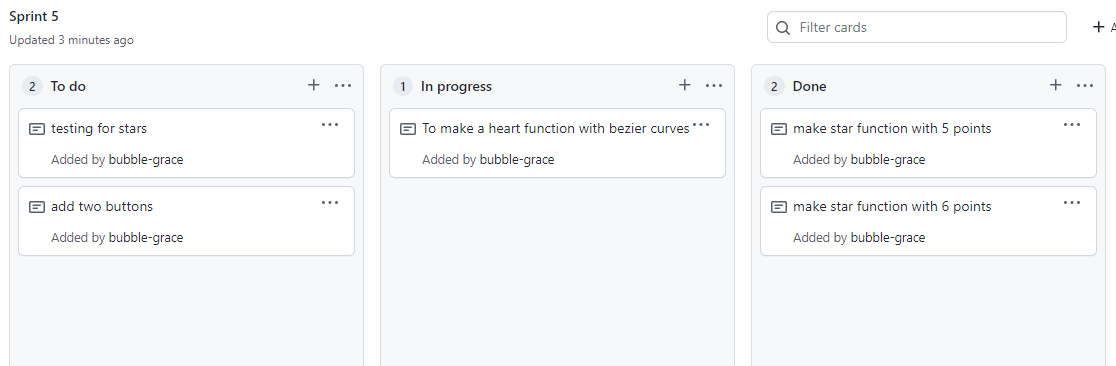 Sprint 5
Updated 3 minutes ago
Filter cards
2 To do
testing for stars
Added by bubble-grace
add two buttons
Added by bubble-grace
1 In progress
To make a heart function with bezier curves
Added by bubble-grace
2 Done
make star function with 5 points
Added by bubble-grace
make star function with 6 points
Added by bubble-grace